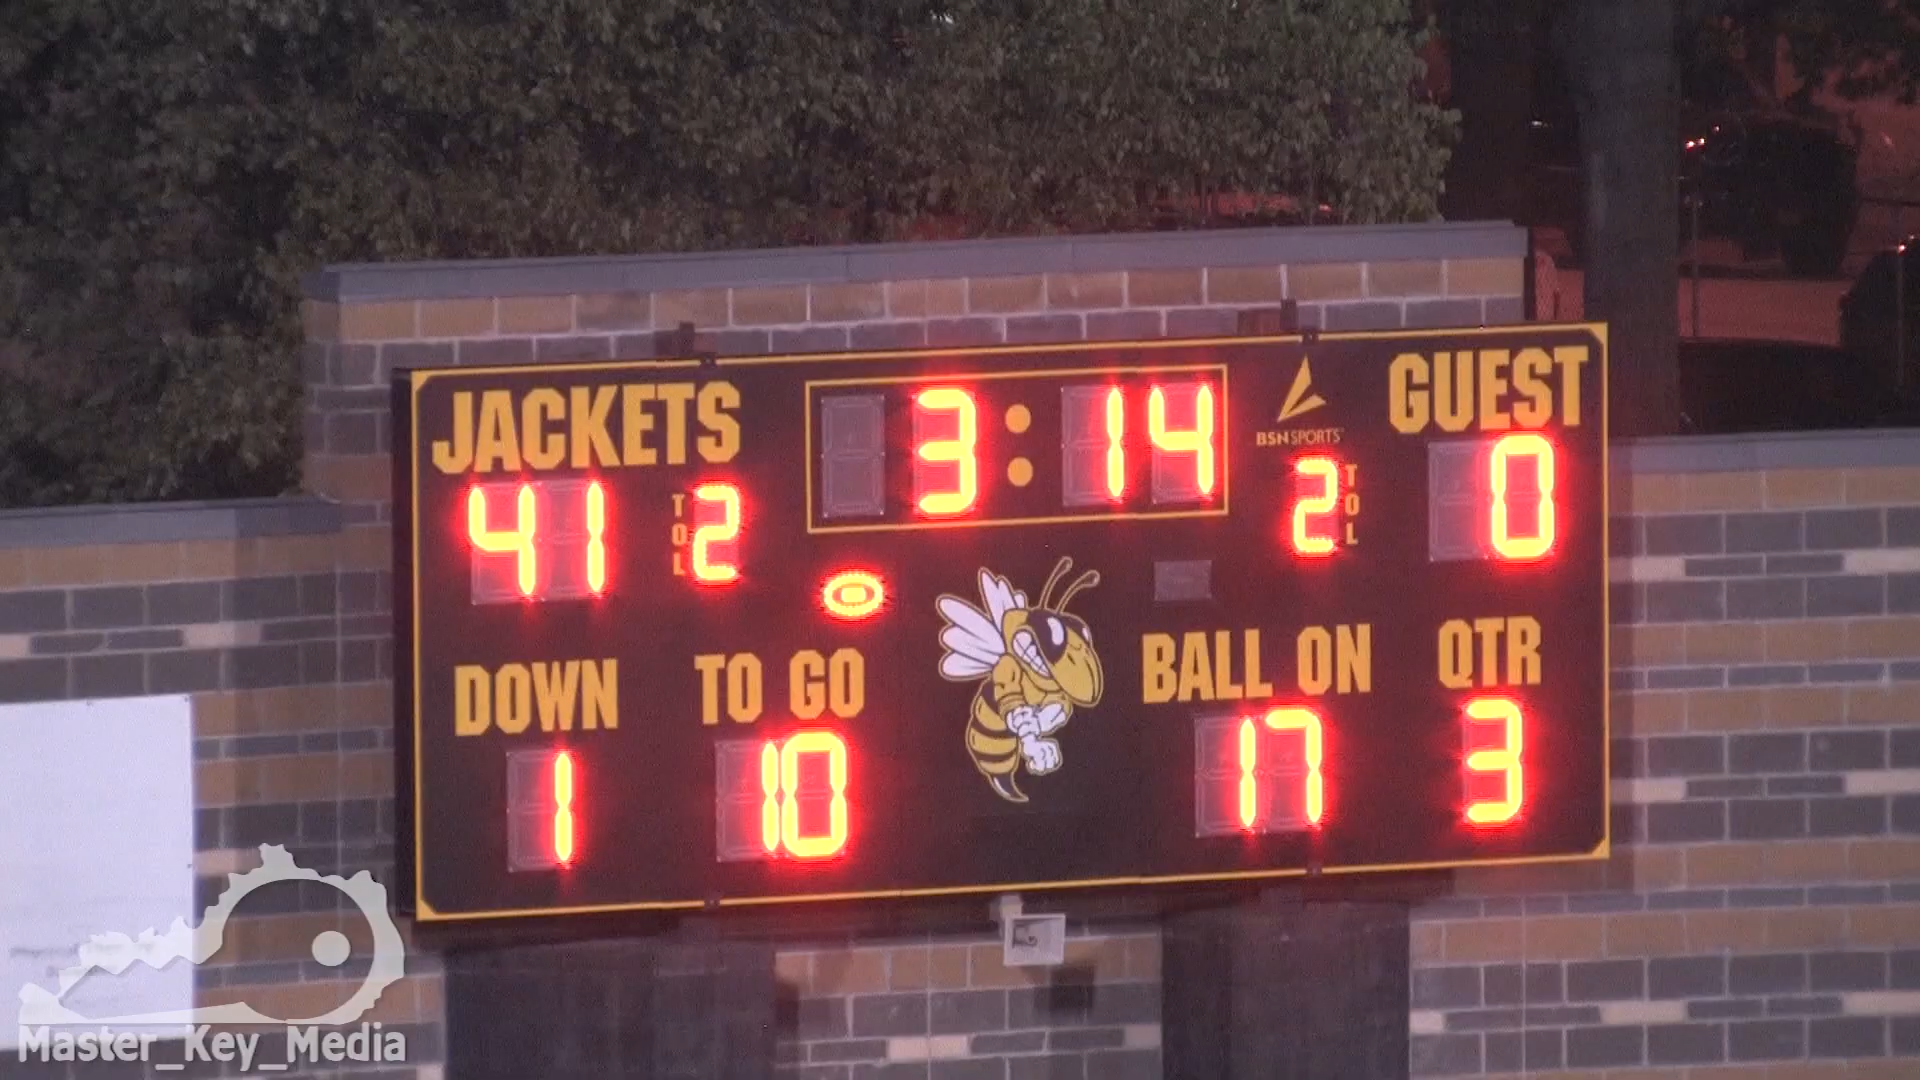 JACKETS
3:14
BSN SPORTS
GUEST
41
TOL
2
2
TOL
0
DOWN
TO GO
BALL ON
QTR
1
10
17
3
Master_Key_Media